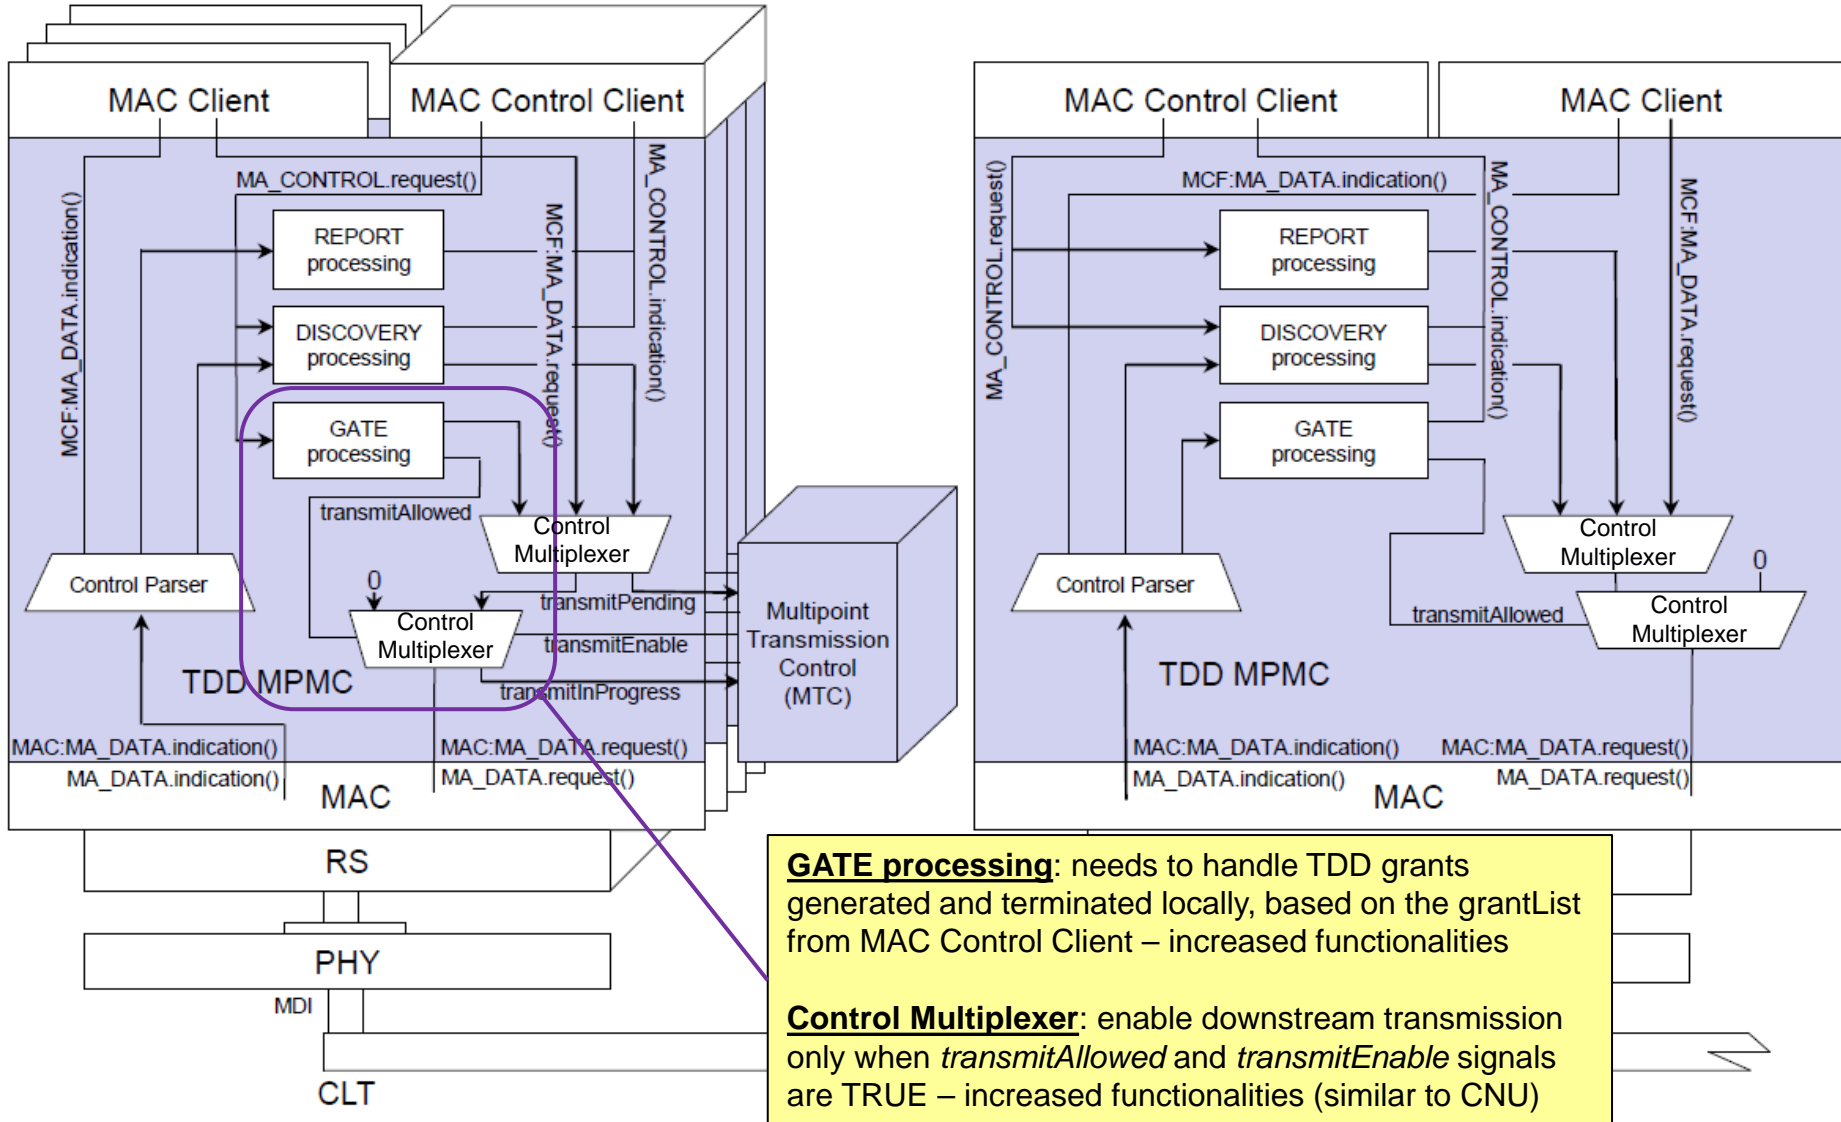 MAC Client
MAC Control Client
MA_CONTROL.request()
MCF:MA_DATA.indication()
MCF:MA_DATA.request()
MA_CONTROL.indication()
REPORT
processing
DISCOVERY
processing
GATE
processing
transmitAllowed
Control
Multiplexer
Control Parser
0
Control
Multiplexer
transmitPending
transmitEnable
transmitInProgress
TDD MPMC
Multipoint
Transmission
Control
(MTC)
MAC:MA_DATA.indication()
MAC:MA_DATA.request()
MA_DATA.indication()
MA_DATA.request()
MAC
RS
PHY
MDI
CLT
MAC Control Client
MAC Client
MA_CONTROL.request()
MCF:MA_DATA.indication()
MA_CONTROL.indication()
MCF:MA_DATA.request()
REPORT
processing
DISCOVERY
processing
GATE
processing
Control
Multiplexer
0
Control Parser
transmitAllowed
Control
Multiplexer
TDD MPMC
MAC:MA_DATA.indication()
MAC:MA_DATA.request()
MA_DATA.indication()
MA_DATA.request()
MAC
GATE processing: needs to handle TDD grants
generated and terminated locally, based on the grantList
from MAC Control Client – increased functionalities
Control Multiplexer: enable downstream transmission
only when transmitAllowed and transmitEnable signals
are TRUE – increased functionalities (similar to CNU)